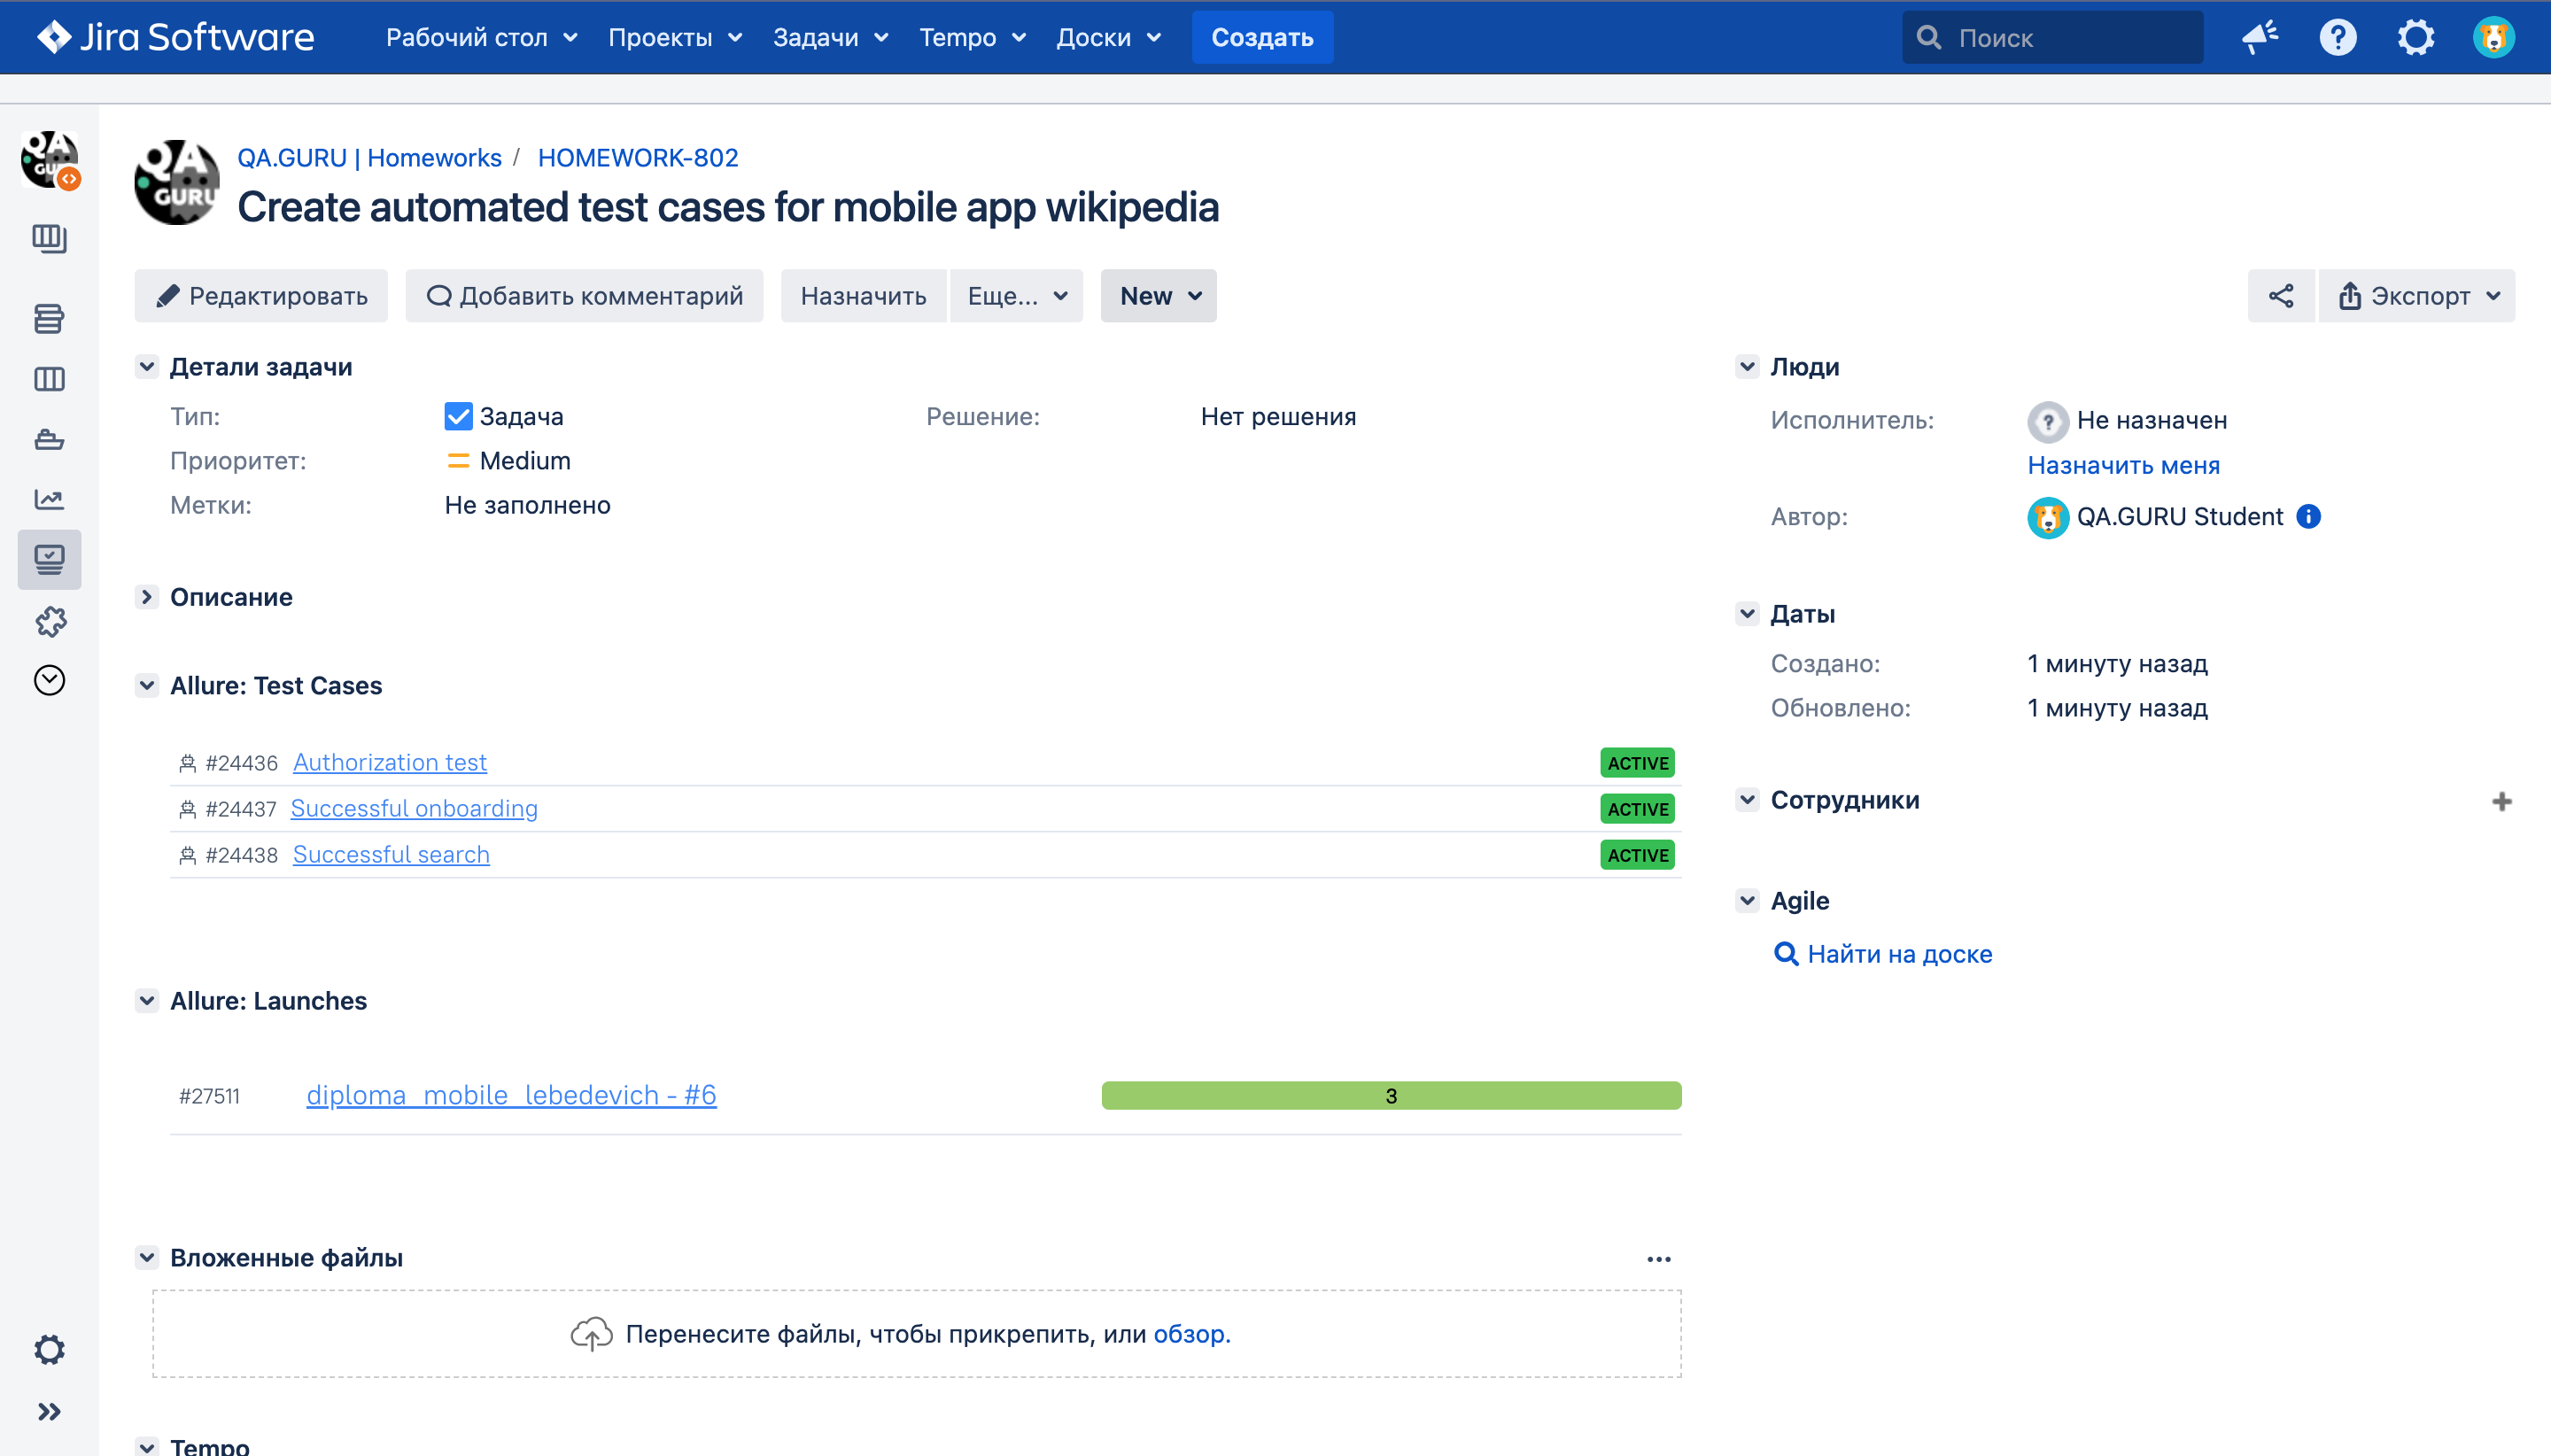 Jira Software Рабочий стол Проекты Задачи Tempo Доски Создать Поиск
QA.GURU | Homeworks / HOMEWORK-802
Create automated test cases for mobile app wikipedia
Редактировать Добавить комментарий Назначить Еще... New Экспорт
Детали задачи
Тип: Задача Решение: Нет решения
Приоритет: Medium
Метки: Не заполнено
Описание
Allure: Test Cases
#24436 Authorization test ACTIVE
#24437 Successful onboarding ACTIVE
#24438 Successful search ACTIVE
Allure: Launches
#27511 diploma_mobile_lebedevich - #6 3
Вложенные файлы
Перенесите файлы, чтобы прикрепить, или обзор.
Tempo
Люди
Исполнитель: Не назначен
Назначить меня
Автор: QA.GURU Student
Даты
Создано: 1 минуту назад
Обновлено: 1 минуту назад
Сотрудники
Agile
Найти на доске
QA
GURU